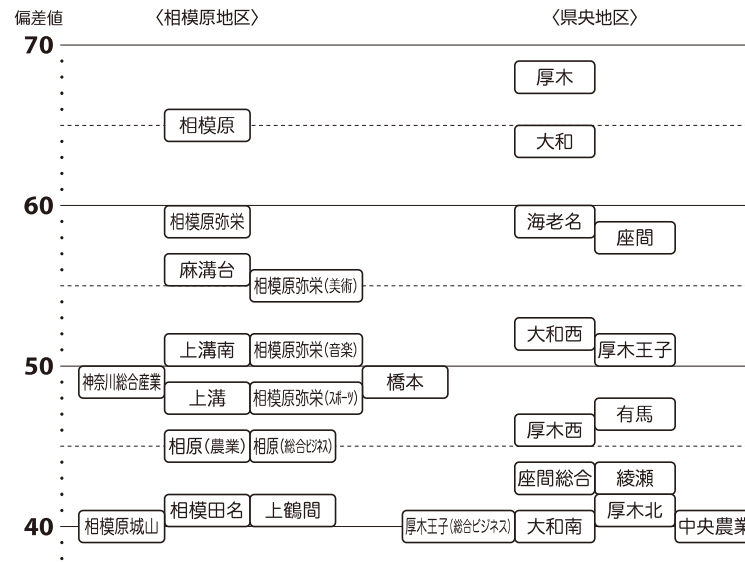 偏差値 〈相模原地区〉 〈県央地区〉
70
厚木
相模原
大和
60
相模原弥栄 海老名
座間
麻溝台
相模原弥栄(美術)
大和西
上溝南 相模原弥栄(音楽) 厚木王子
50
神奈川総合産業 橋本
上溝 相模原弥栄(スポーツ)
有馬
厚木西
相原(農業) 相原(総合ビジネス)
座間総合 綾瀬
相模田名 上鶴間 厚木北
40
相模原城山 厚木王子(総合ビジネス) 大和南 中央農業